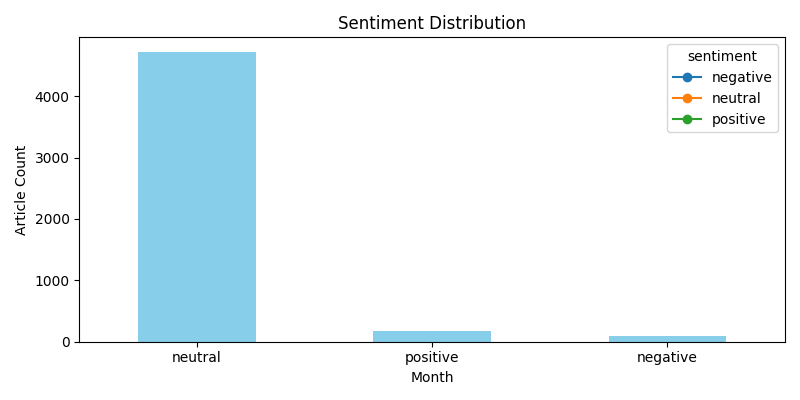 Sentiment Distribution
sentiment
negative
neutral
positive
Article Count
4000
3000
2000
1000
0
neutral positive negative
Month